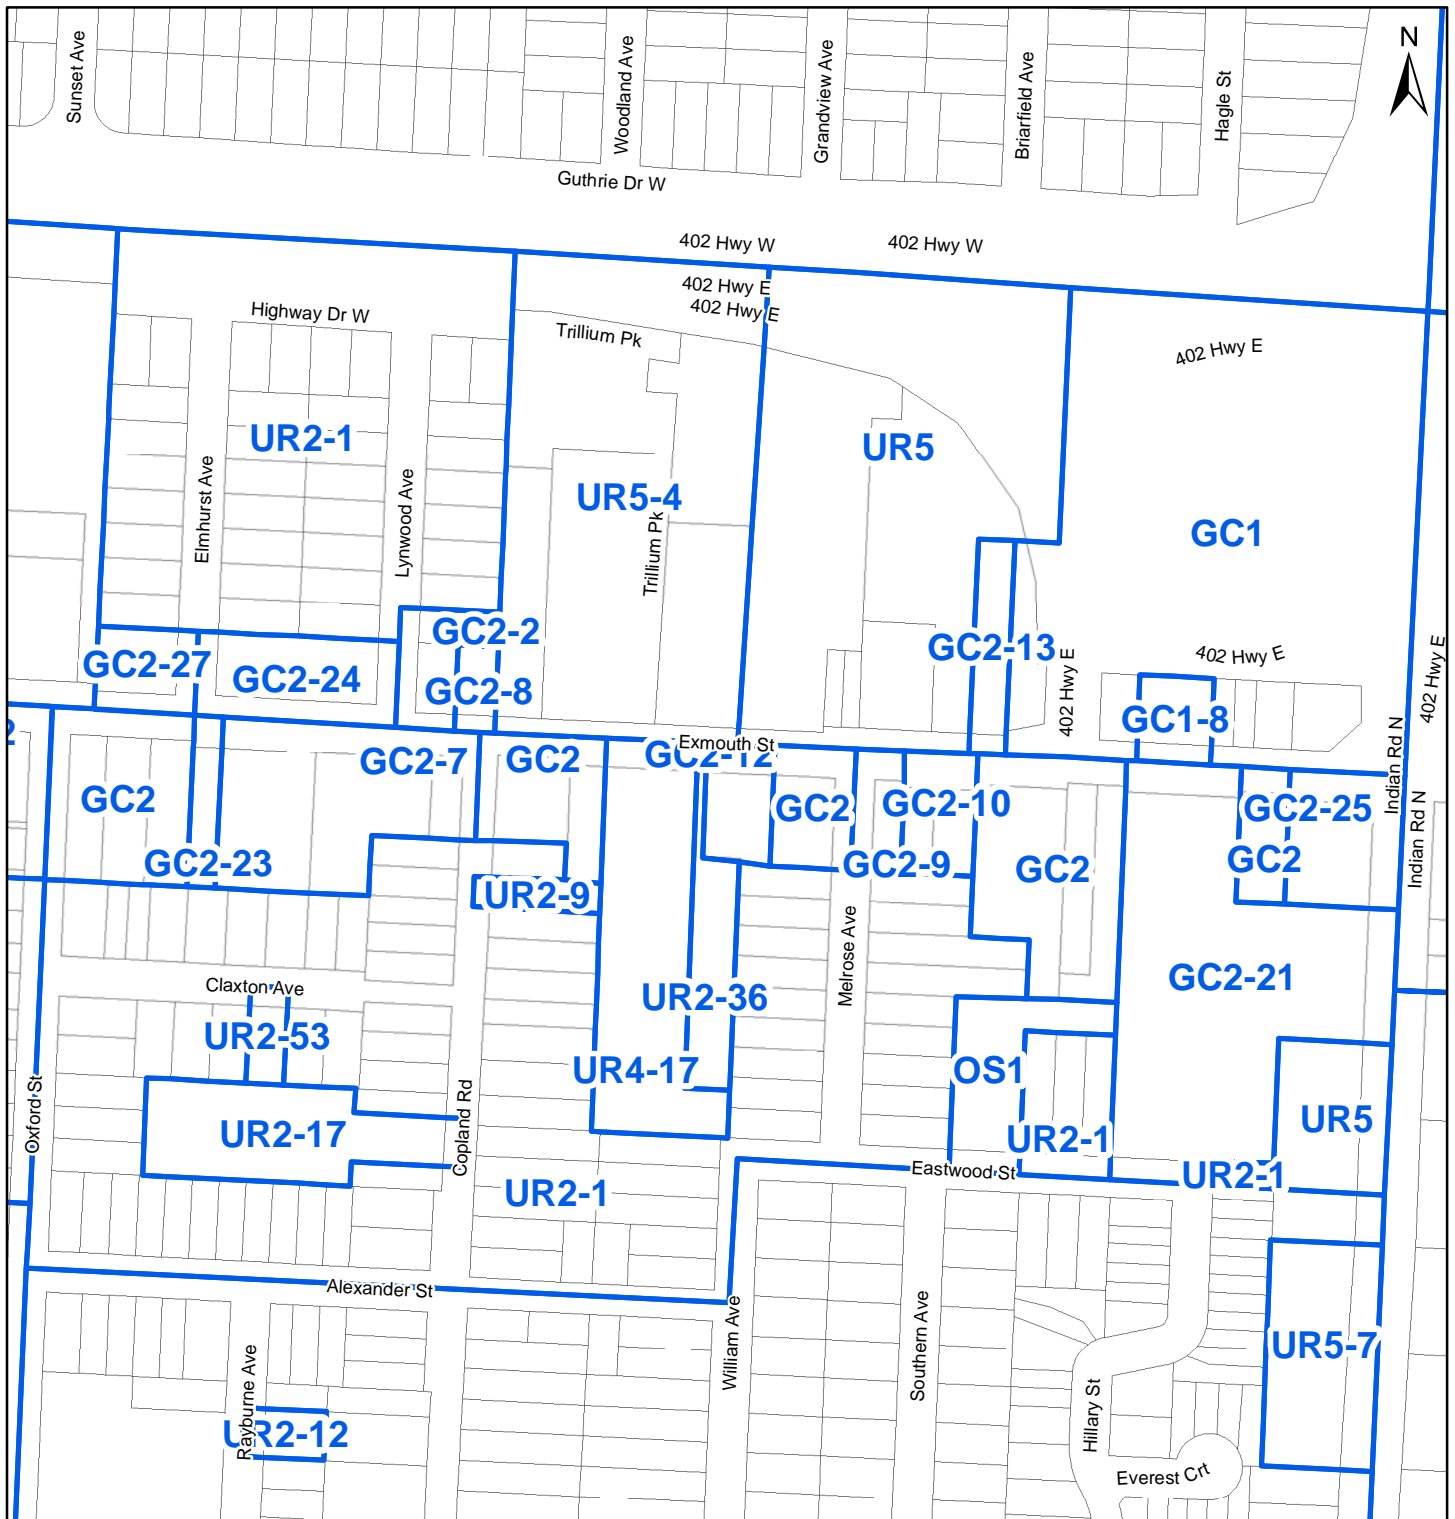 N
Sunset Ave
Woodland Ave
Grandview Ave
Briarfield Ave
Hagle St
Guthrie Dr W
402 Hwy W
402 Hwy W
402 Hwy E
402 Hwy E
Highway Dr W
Trillium Pk
402 Hwy E
UR2-1
UR5
UR5-4
Elmhurst Ave
Lynwood Ave
Trillium Pk
GC1
GC2-2
GC2-13
402 Hwy E
402 Hwy E
402 Hwy E
GC2-27
GC2-24
GC2-8
GC1-8
2
Exmouth St
GC2-7
GC2
GC2-12
Indian Rd N
GC2
GC2
GC2-10
GC2-25
GC2-23
GC2-9
GC2
GC2
Indian Rd N
UR2-9
Melrose Ave
Claxton Ave
UR2-36
GC2-21
UR2-53
UR4-17
OS1
Oxford St
UR2-17
Copland Rd
UR2-1
UR5
Eastwood St
UR2-1
UR2-1
Alexander St
William Ave
Southern Ave
UR5-7
Rayburne Ave
Hillary St
UR2-12
Everest Crt